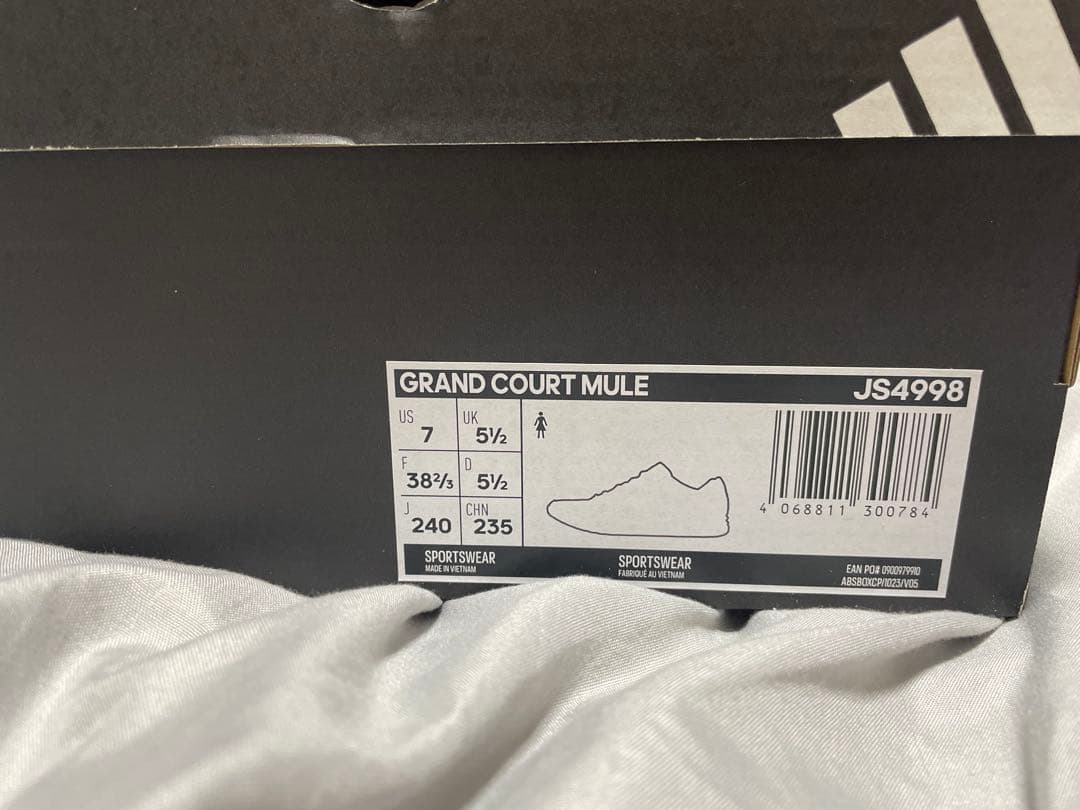 GRAND COURT MULE JS4998
US 7 UK 5½
F 38⅔ D 5½
J 240 CHN 235
4 068811 300784
SPORTSWEAR
MADE IN VIETNAM
SPORTSWEAR
FABRIQUÉ AU VIETNAM
EAN PO# 0900979910
ABSBOXCP/1023/V05